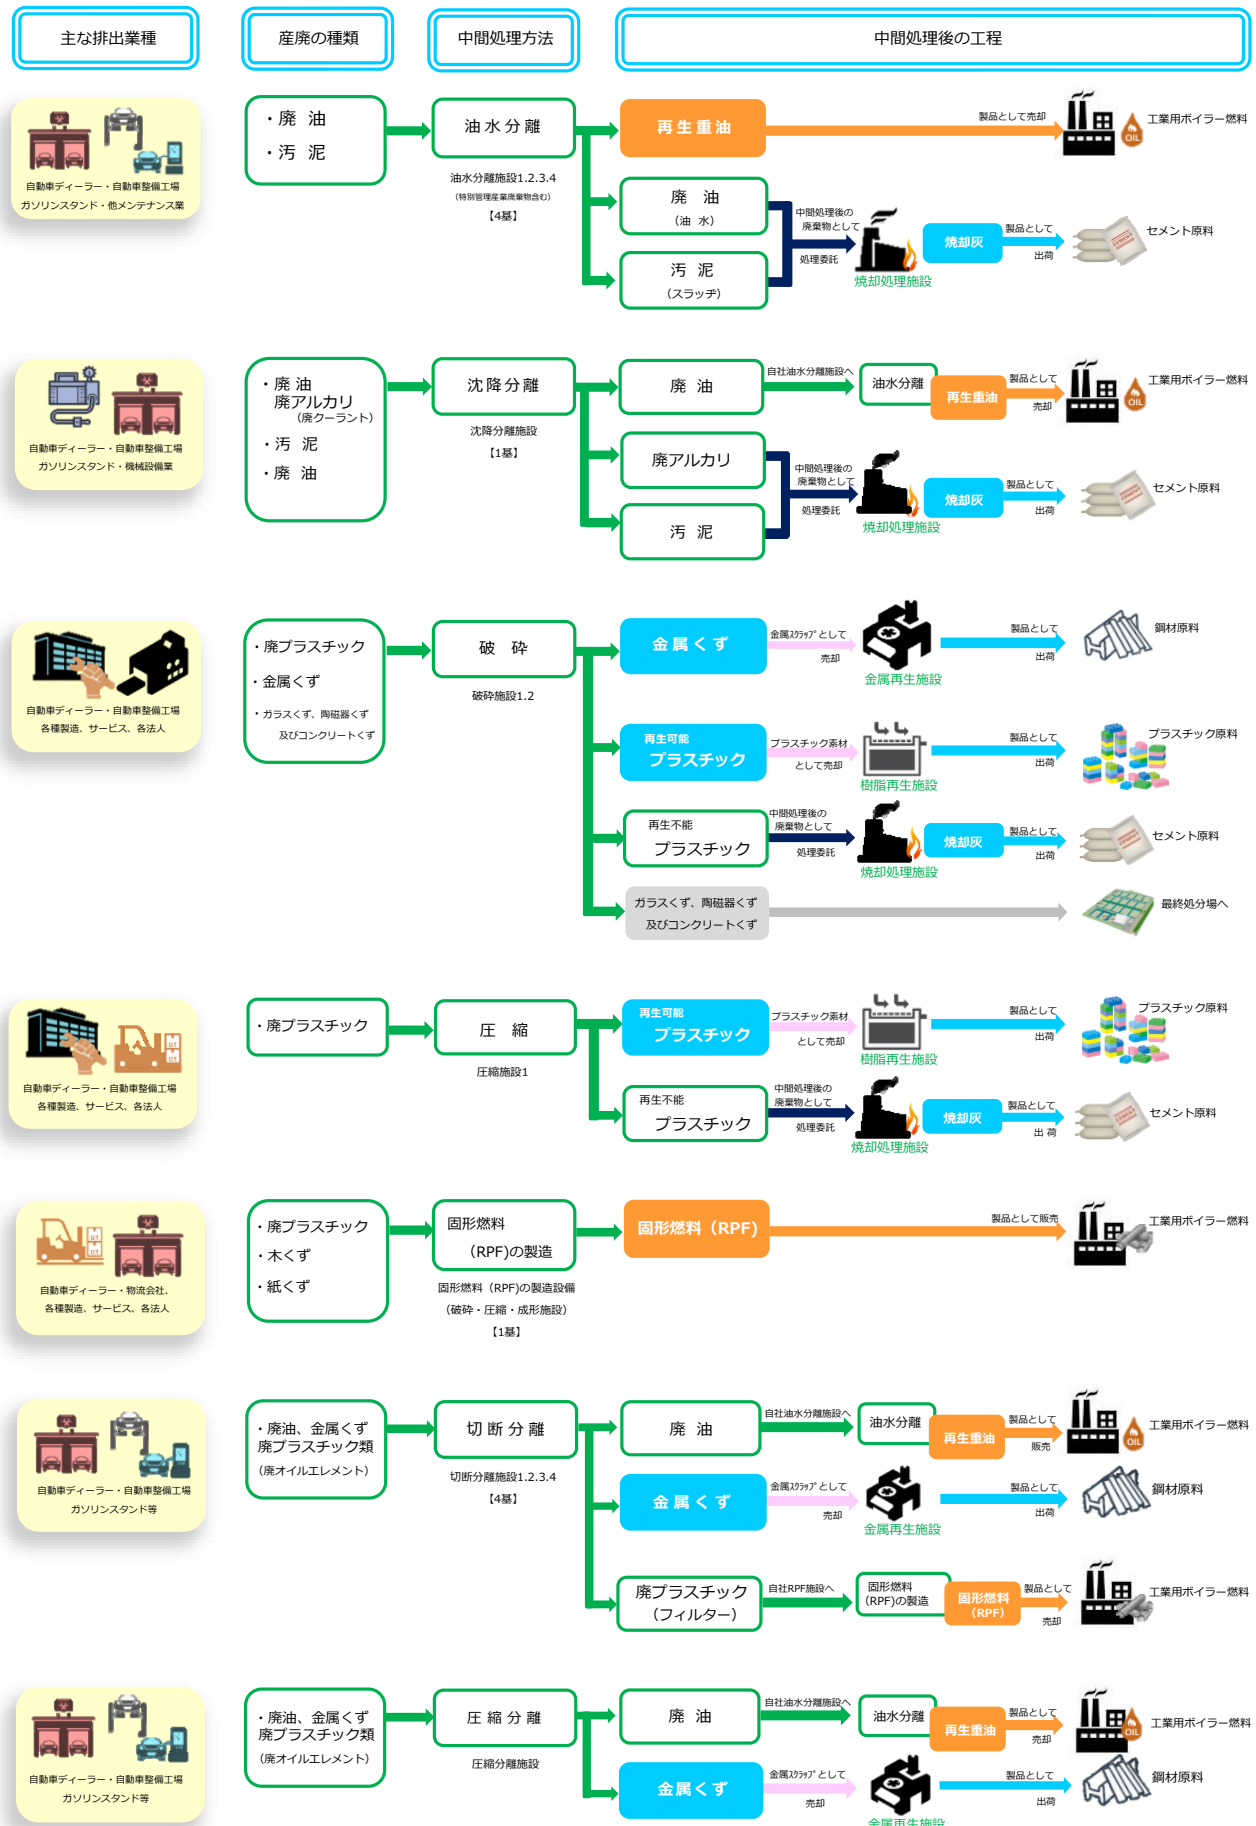 主な排出業種
産廃の種類
中間処理方法
中間処理後の工程
自動車ディーラー・自動車整備工場
ガソリンスタンド・他メンテナンス業
・廃 油
・汚 泥
油水分離
油水分離施設1.2.3.4
(特別管理産業廃棄物含む)
【4基】
再生重油
製品として売却
OIL
工業用ボイラー燃料
廃 油
(油 水)
汚 泥
(スラッヂ)
中間処理後の
廃棄物として
処理委託
焼却処理施設
焼却灰
製品として
出荷
CEMENT
セメント原料
自動車ディーラー・自動車整備工場
ガソリンスタンド・機械設備業
・廃 油
廃アルカリ
(廃クーラント)
・汚 泥
・廃 油
沈降分離
沈降分離施設
【1基】
廃 油
自社油水分離施設へ
油水分離
再生重油
製品として
売却
OIL
工業用ボイラー燃料
廃アルカリ
汚 泥
中間処理後の
廃棄物として
処理委託
焼却処理施設
焼却灰
製品として
出荷
CEMENT
セメント原料
自動車ディーラー・自動車整備工場
各種製造、サービス、各法人
・廃プラスチック
・金属くず
・ガラスくず、陶磁器くず
及びコンクリートくず
破 砕
破砕施設1.2
金属くず
金属スクラップとして
売却
金属再生施設
製品として
出荷
鋼材原料
再生可能
プラスチック
プラスチック素材
として売却
樹脂再生施設
製品として
出荷
プラスチック原料
再生不能
プラスチック
中間処理後の
廃棄物として
処理委託
焼却処理施設
焼却灰
製品として
出荷
CEMENT
セメント原料
ガラスくず、陶磁器くず
及びコンクリートくず
最終処分場へ
自動車ディーラー・自動車整備工場
各種製造、サービス、各法人
・廃プラスチック
圧 縮
圧縮施設1
再生可能
プラスチック
プラスチック素材
として売却
樹脂再生施設
製品として
出荷
プラスチック原料
再生不能
プラスチック
中間処理後の
廃棄物として
処理委託
焼却処理施設
焼却灰
製品として
出 荷
CEMENT
セメント原料
自動車ディーラー・物流会社、
各種製造、サービス、各法人
・廃プラスチック
・木くず
・紙くず
固形燃料
(RPF)の製造
固形燃料（RPF)の製造設備
（破砕・圧縮・成形施設）
【1基】
固形燃料（RPF)
製品として販売
工業用ボイラー燃料
自動車ディーラー・自動車整備工場
ガソリンスタンド等
・廃油、金属くず
廃プラスチック類
（廃オイルエレメント）
切断分離
切断分離施設1.2.3.4
【4基】
廃 油
自社油水分離施設へ
油水分離
再生重油
製品として
販売
OIL
工業用ボイラー燃料
金属くず
金属スクラップとして
売却
金属再生施設
製品として
出荷
鋼材原料
廃プラスチック
（フィルター）
自社RPF施設へ
固形燃料
(RPF)の製造
固形燃料
（RPF）
製品として
売却
工業用ボイラー燃料
自動車ディーラー・自動車整備工場
ガソリンスタンド等
・廃油、金属くず
廃プラスチック類
（廃オイルエレメント）
圧縮分離
圧縮分離施設
廃 油
自社油水分離施設へ
油水分離
再生重油
製品として
売却
OIL
工業用ボイラー燃料
金属くず
金属スクラップとして
売却
金属再生施設
製品として
出荷
鋼材原料